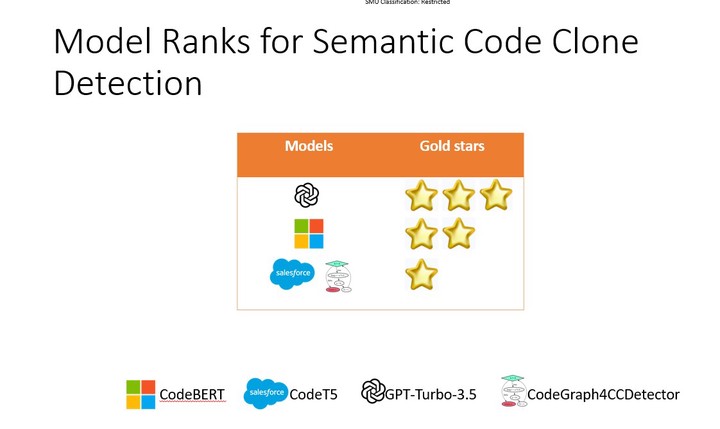 SMU Classification: Restricted
Model Ranks for Semantic Code Clone
Detection
Models Gold stars
salesforce
CodeBERT salesforce CodeT5 GPT-Turbo-3.5 CodeGraph4CCDetector